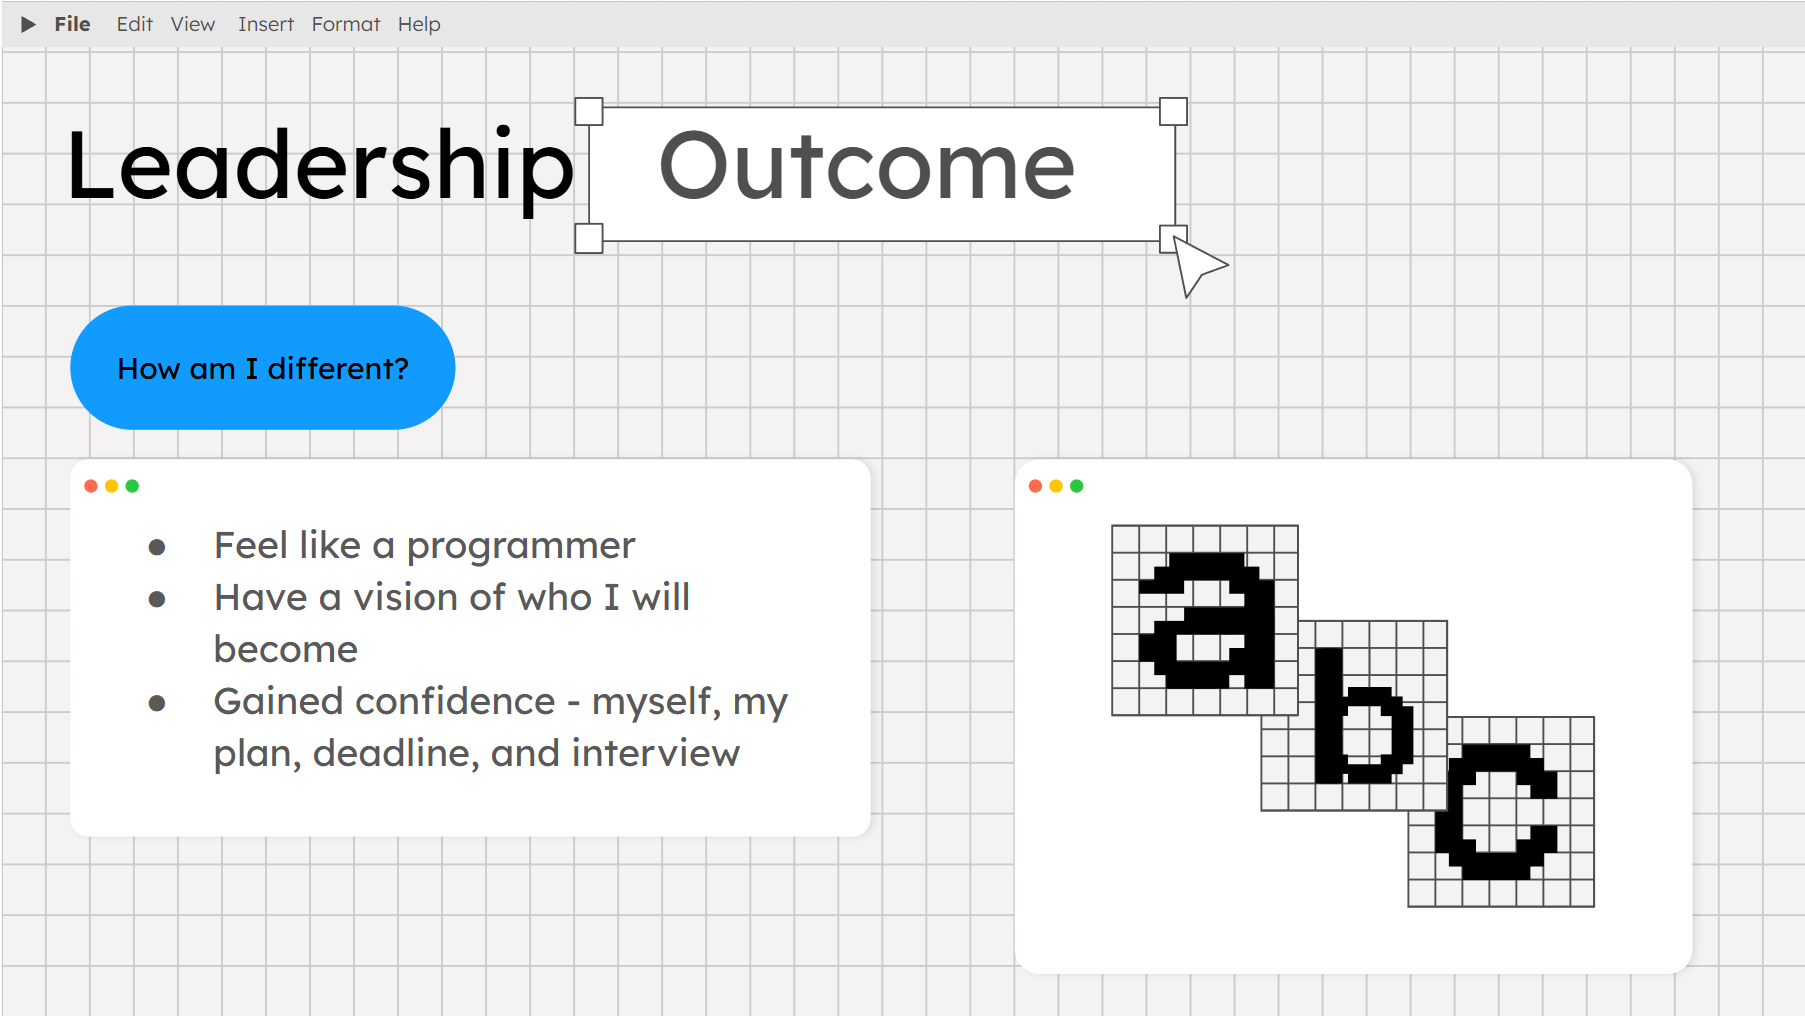 File Edit View Insert Format Help
Leadership Outcome
How am I different?
● Feel like a programmer
● Have a vision of who I will
become
● Gained confidence - myself, my
plan, deadline, and interview
a
b
c